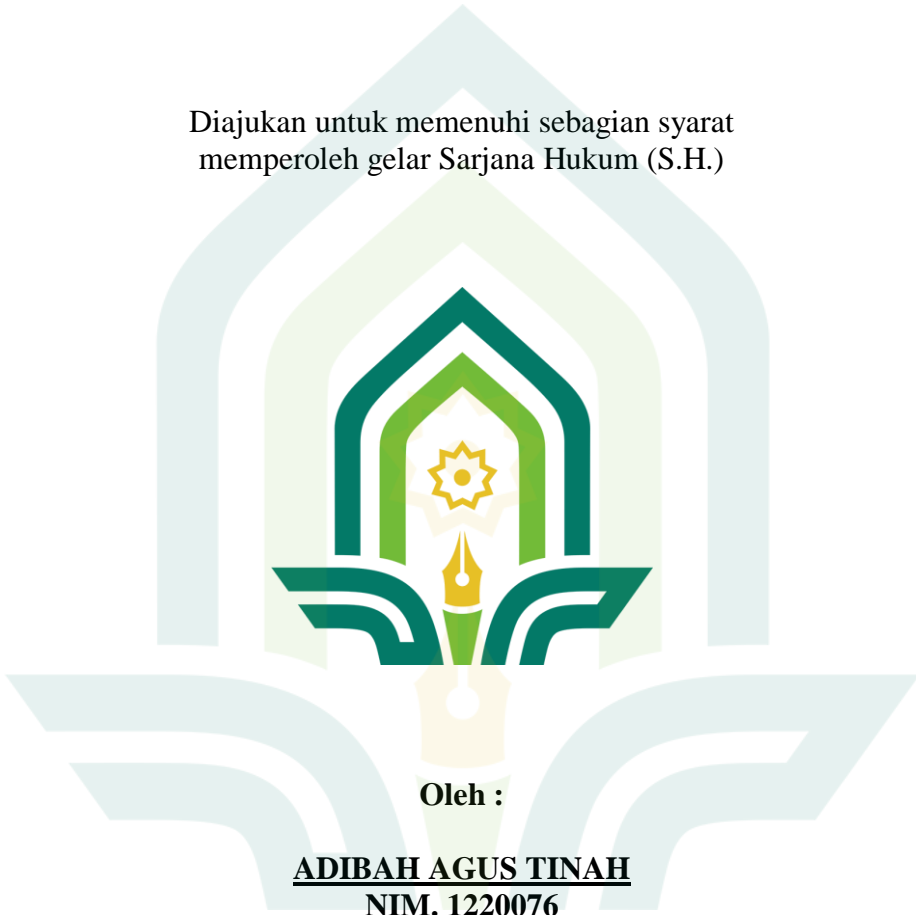 Diajukan untuk memenuhi sebagian syarat
memperoleh gelar Sarjana Hukum (S.H.)
Oleh :
ADIBAH AGUS TINAH
NIM. 1220076